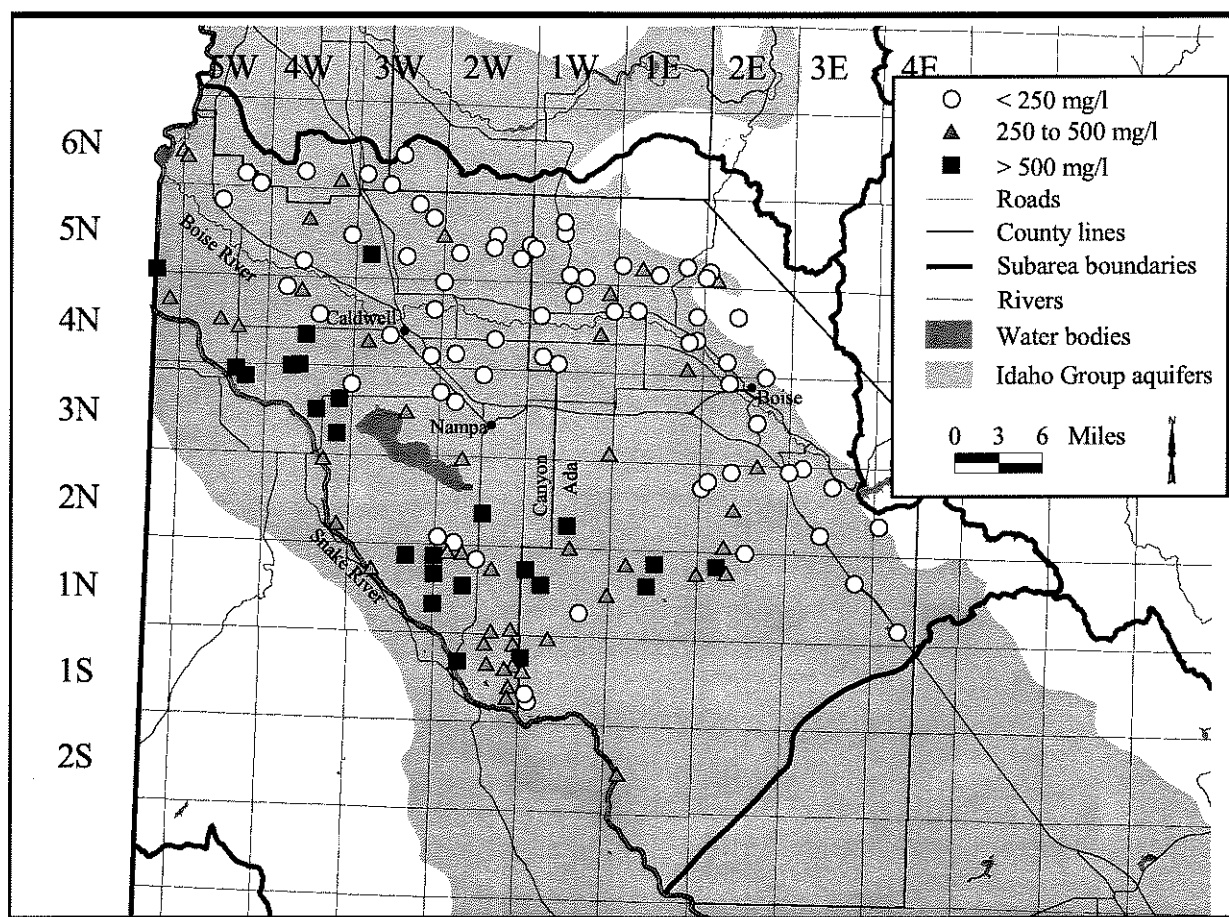 5W 4W 3W 2W 1W 1E 2E 3E 4E
6N
5N
4N
3N
2N
1N
1S
2S
Boise River
Caldwell
Nampa
Boise
Canyon
Ada
Snake River
< 250 mg/l
250 to 500 mg/l
> 500 mg/l
Roads
County lines
Subarea boundaries
Rivers
Water bodies
Idaho Group aquifers
0 3 6 Miles
N